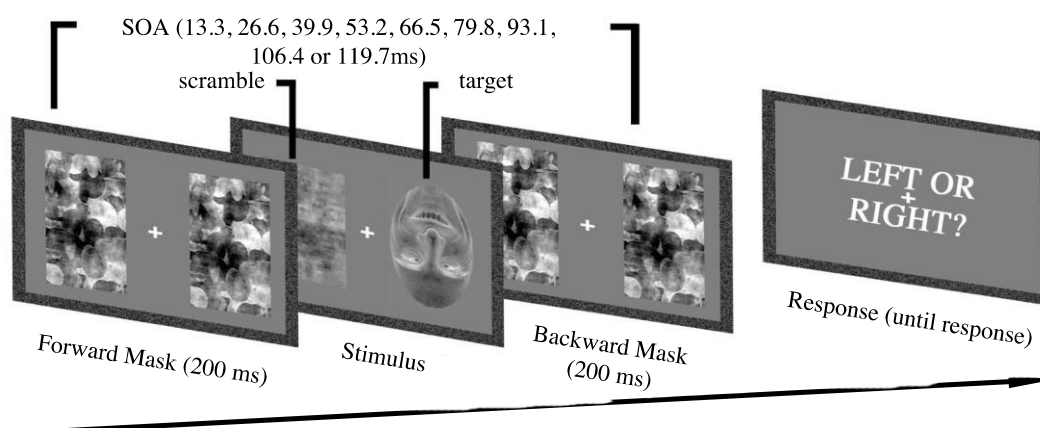 SOA (13.3, 26.6, 39.9, 53.2, 66.5, 79.8, 93.1,
106.4 or 119.7ms)
scramble
target
LEFT OR
RIGHT?
Forward Mask (200 ms)
Stimulus
Backward Mask
(200 ms)
Response (until response)